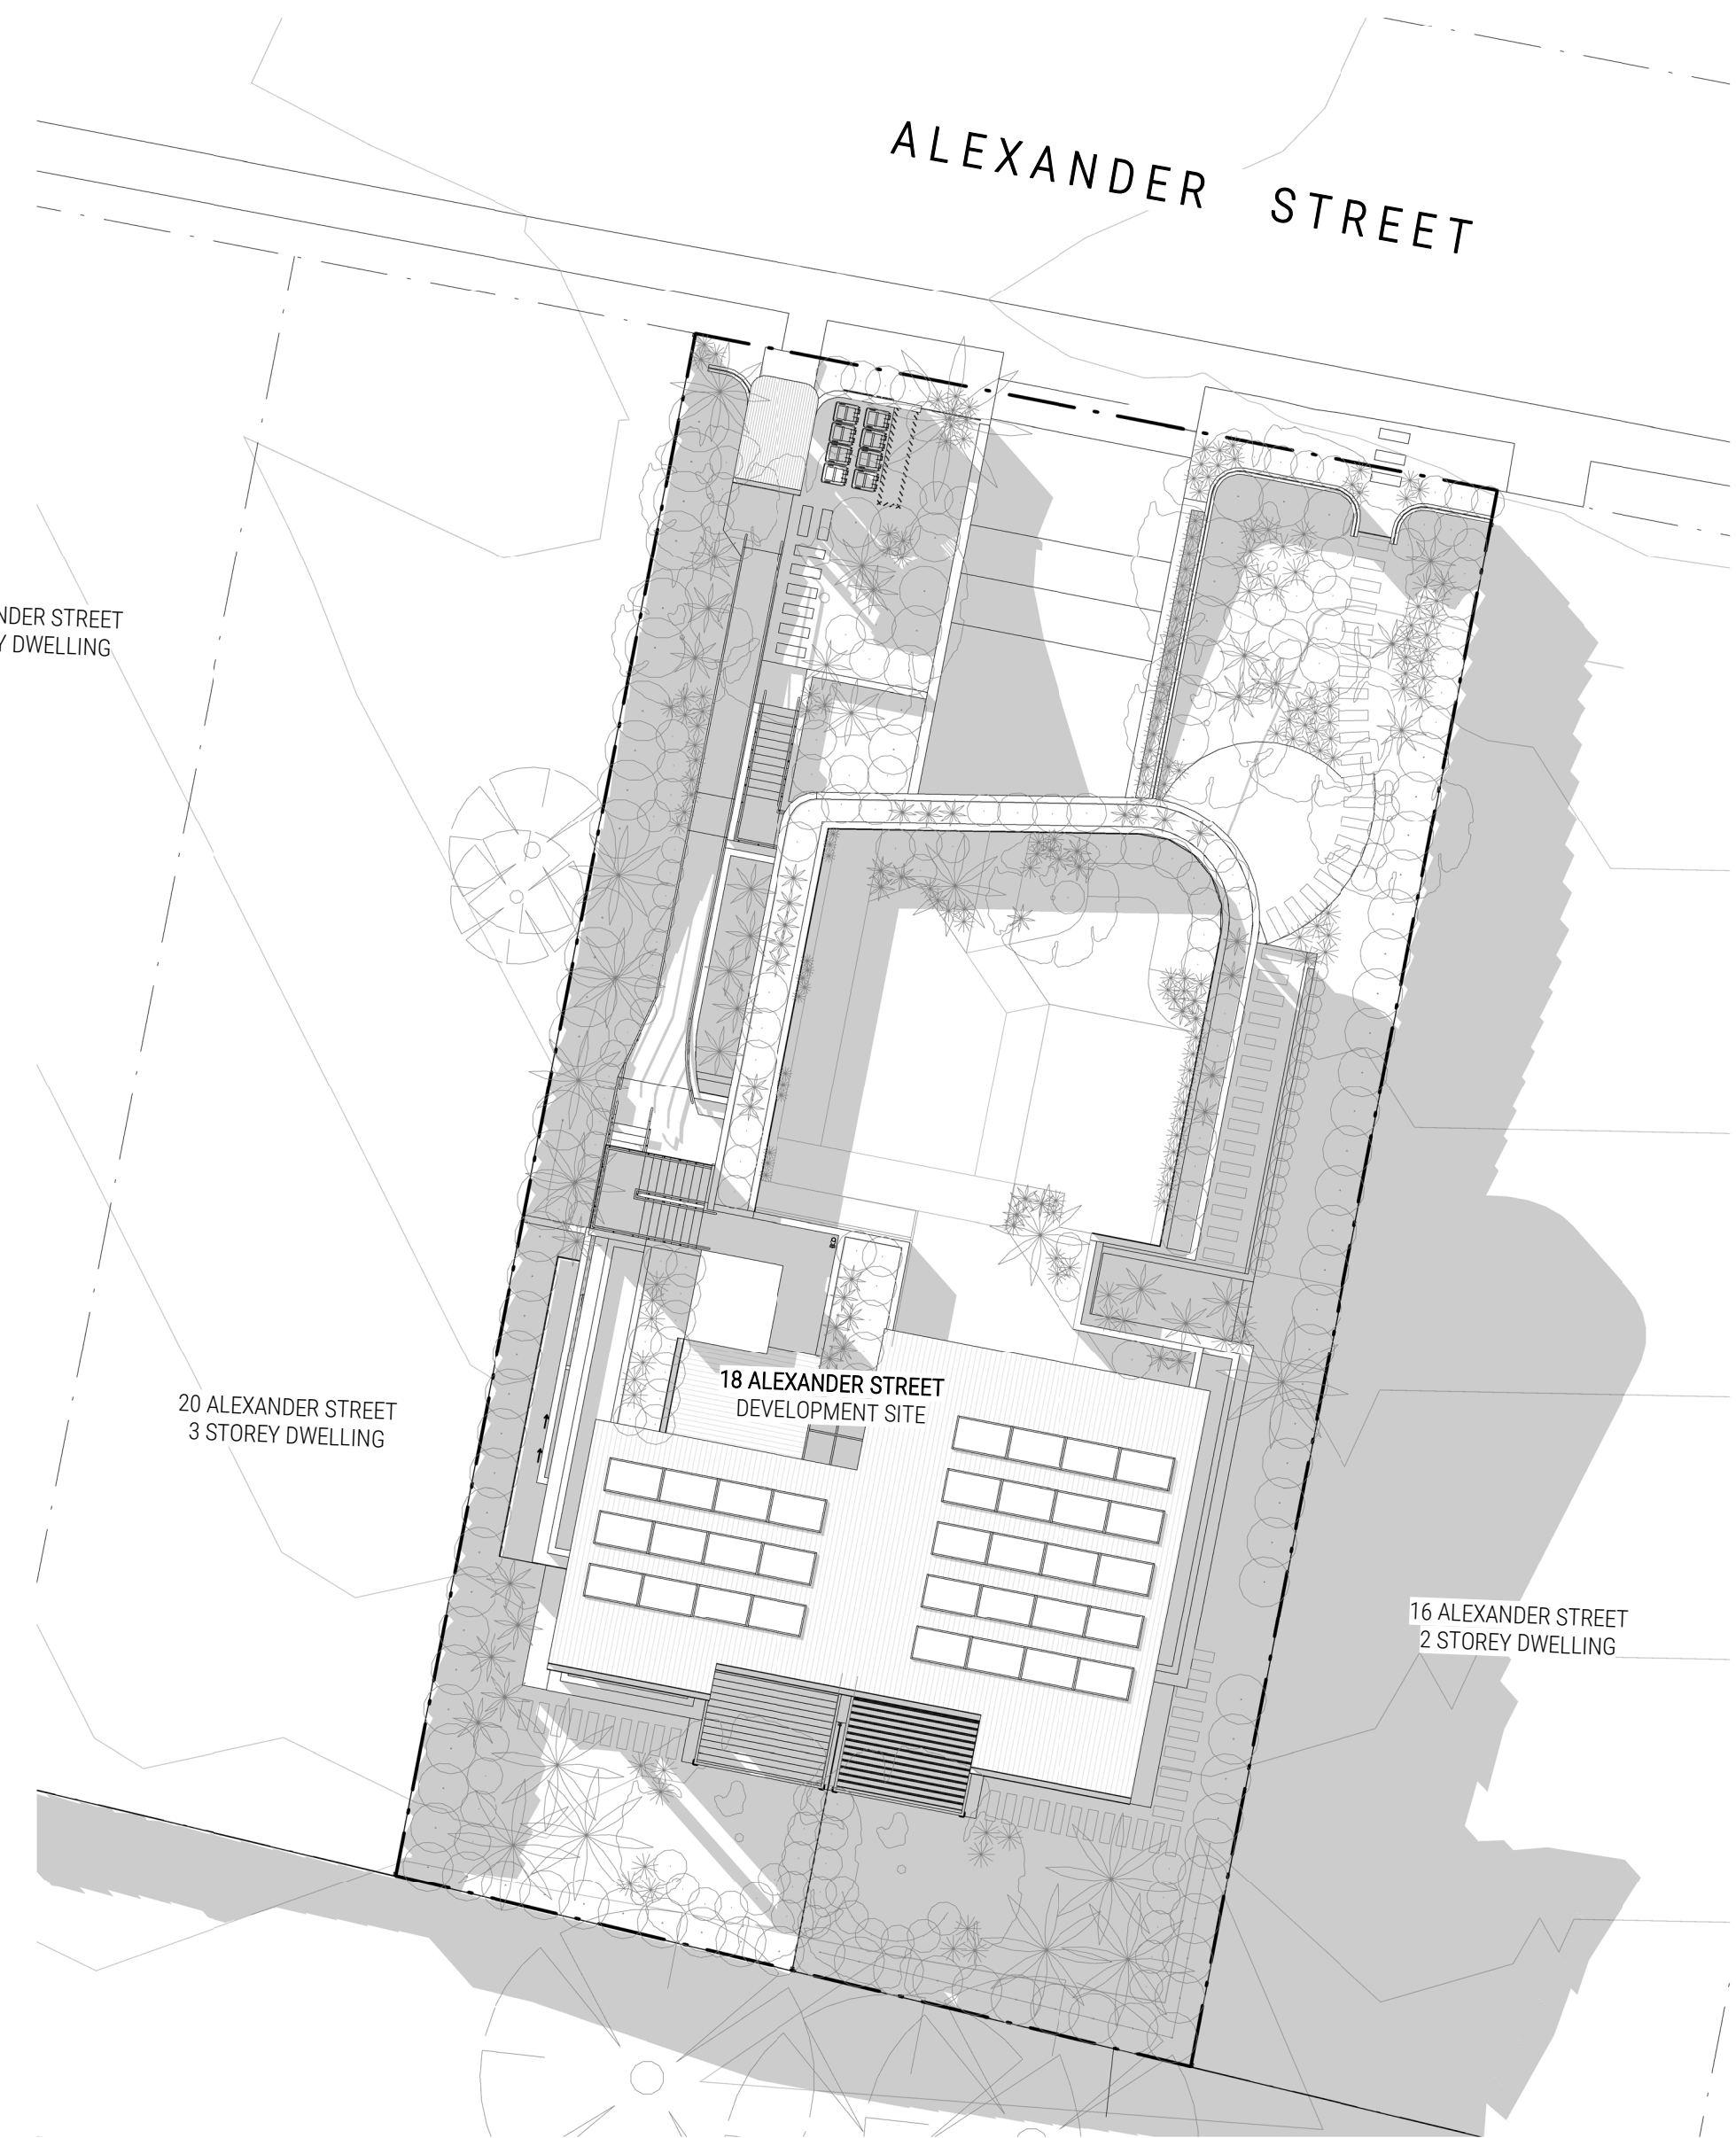 ALEXANDER STREET
NDER STREET
Y DWELLING
18 ALEXANDER STREET
DEVELOPMENT SITE
20 ALEXANDER STREET
3 STOREY DWELLING
16 ALEXANDER STREET
2 STOREY DWELLING